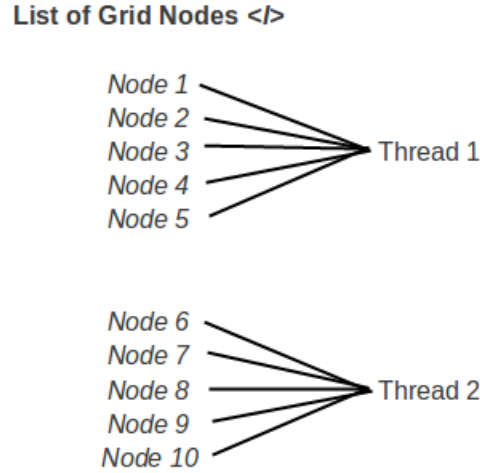 List of Grid Nodes </>
Node 1
Node 2
Node 3
Thread 1
Node 4
Node 5
Node 6
Node 7
Node 8
Thread 2
Node 9
Node 10